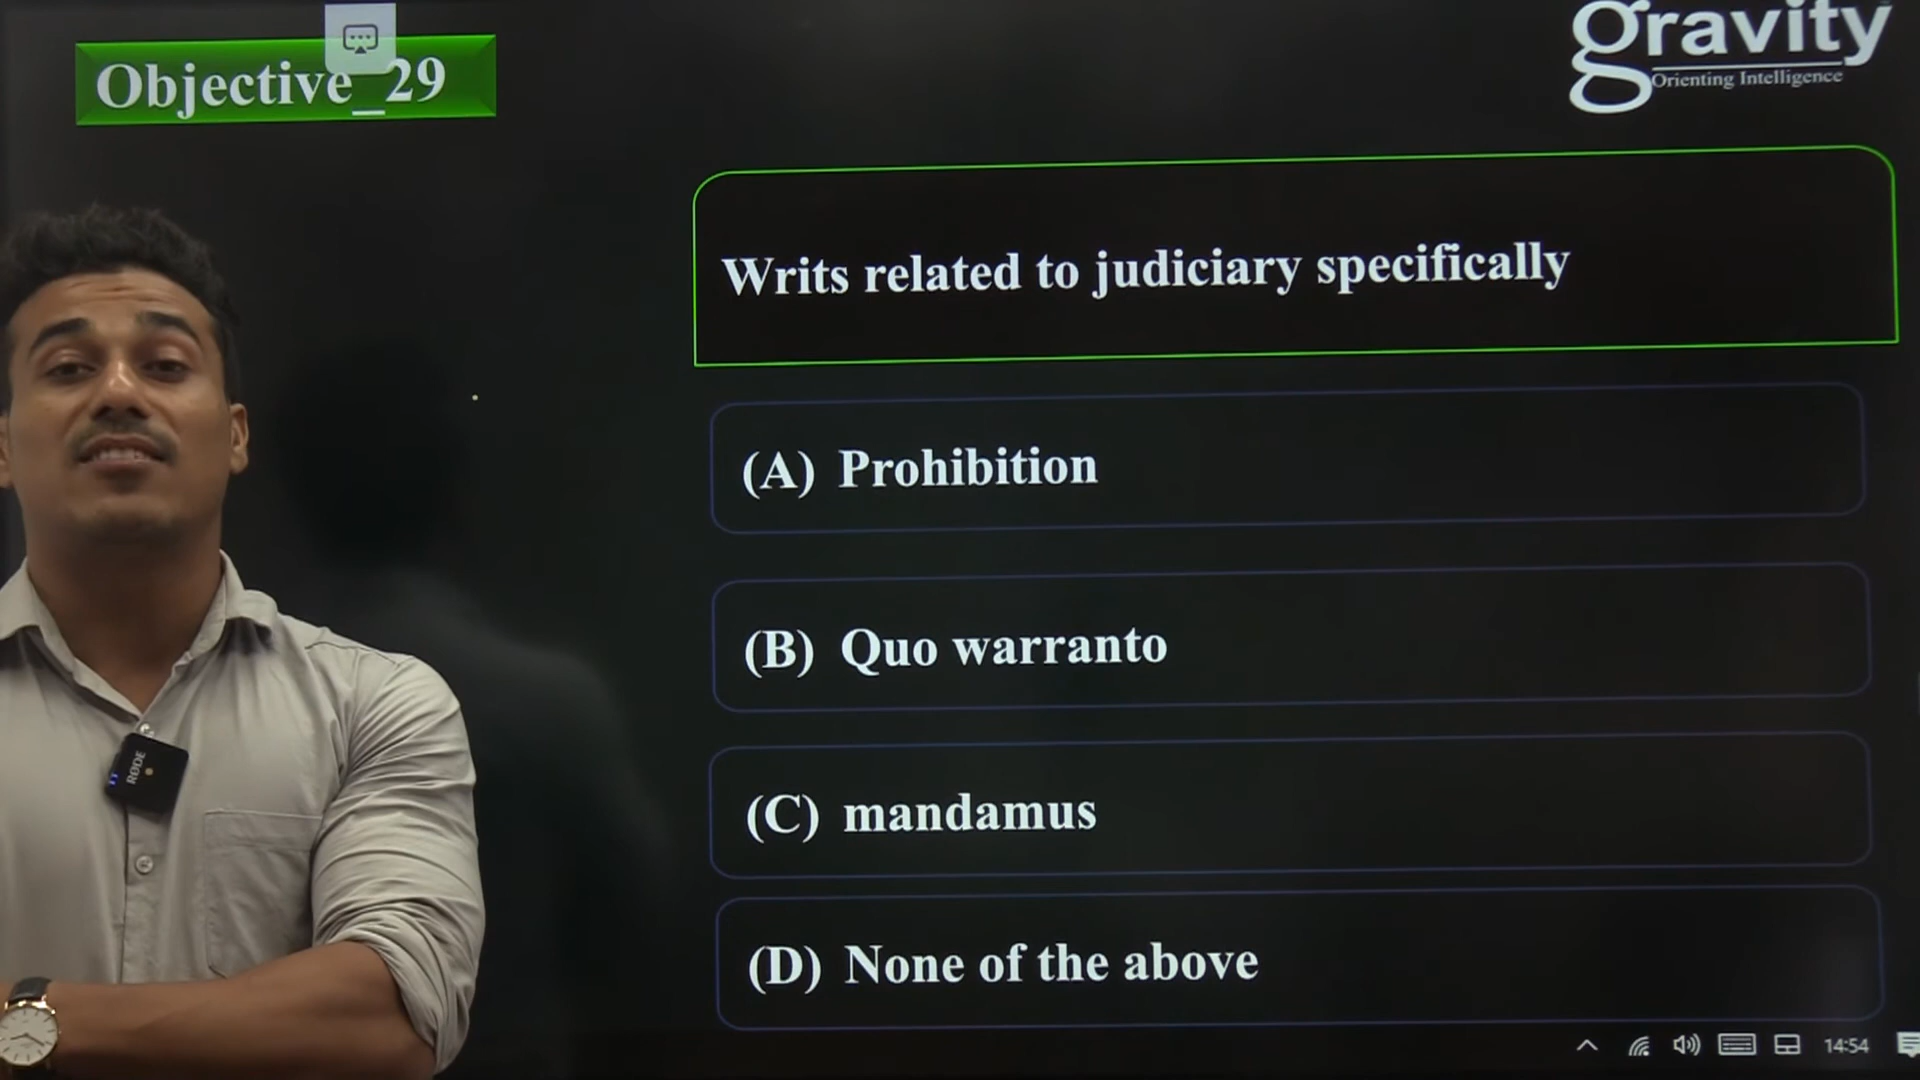 Objective_29
gravity
Orienting Intelligence
Writs related to judiciary specifically
(A) Prohibition
(B) Quo warranto
(C) mandamus
(D) None of the above
RØDE
14:54